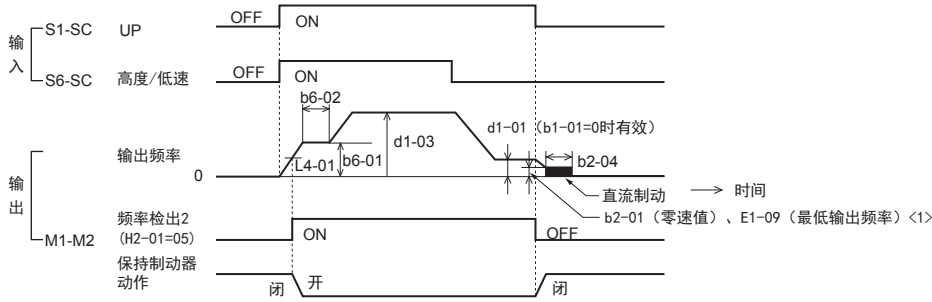 输入
S1-SC UP OFF ON
S6-SC 高度/低速 OFF ON
b6-02
d1-03
d1-01（b1-01=0时有效）
输出
输出频率
0
L4-01
b6-01
b2-04
直流制动
时间
b2-01（零速值）、E1-09（最低输出频率）<1>
M1-M2
频率检出2
(H2-01=05)
ON
OFF
保持制动器
动作
闭
开
闭